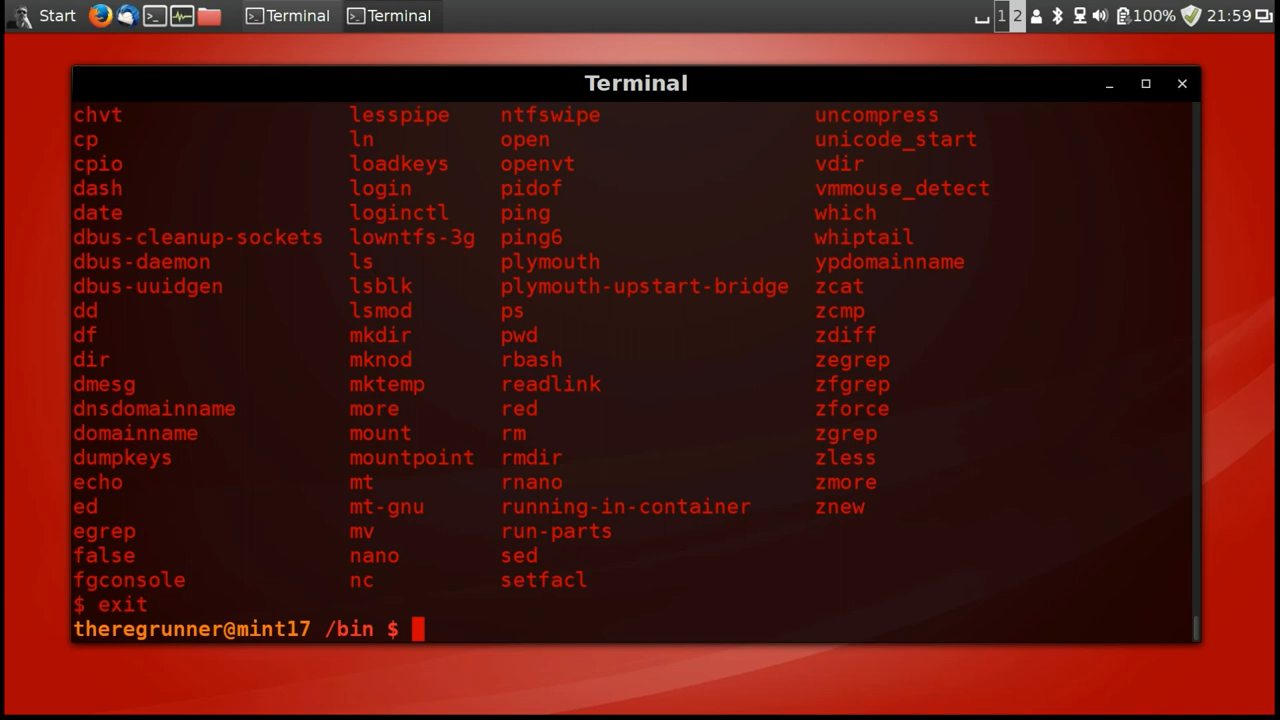 Start Terminal Terminal 1 2 100% 21:59
Terminal
chvt lesspipe ntfswipe uncompress
cp ln open unicode_start
cpio loadkeys openvt vdir
dash login pidof vmmouse_detect
date loginctl ping which
dbus-cleanup-sockets lowntfs-3g ping6 whiptail
dbus-daemon ls plymouth ypdomainname
dbus-uuidgen lsblk plymouth-upstart-bridge zcat
dd lsmod ps zcmp
df mkdir pwd zdiff
dir mknod rbash zegrep
dmesg mktemp readlink zfgrep
dnsdomainname more red zforce
domainname mount rm zgrep
dumpkeys mountpoint rmdir zless
echo mt rnano zmore
ed mt-gnu running-in-container znew
egrep mv run-parts
false nano sed
fgconsole nc setfacl
$ exit
theregrunner@mint17 /bin $